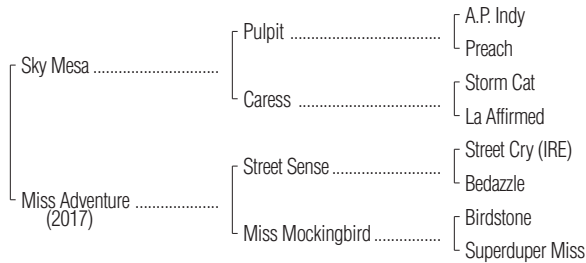 A.P. Indy
Pulpit
Preach
Sky Mesa
Storm Cat
Caress
La Affirmed
Street Cry (IRE)
Street Sense
Bedazzle
Miss Adventure
(2017)
Birdstone
Miss Mockingbird
Superduper Miss